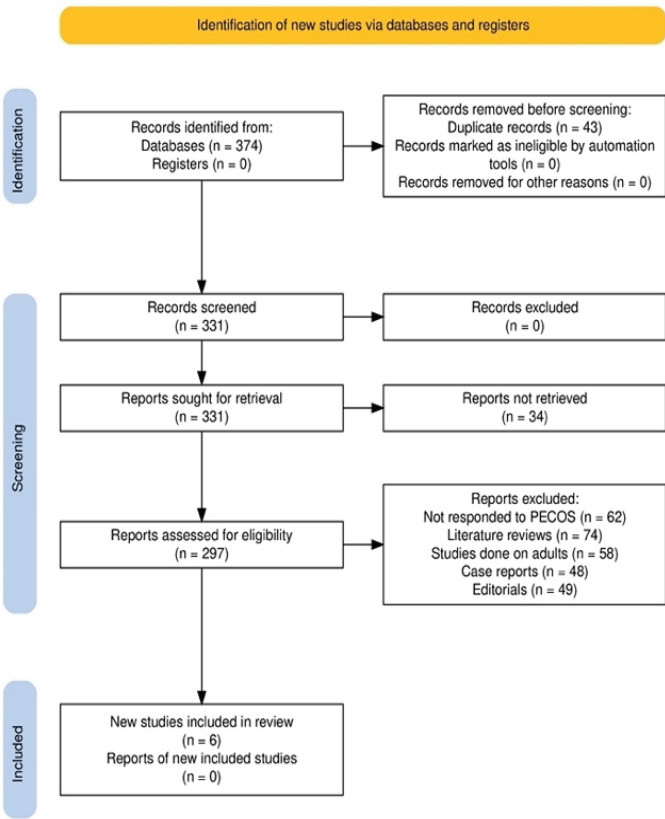 Identification of new studies via databases and registers
Identification
Records identified from:
Databases (n = 374)
Registers (n = 0)
Records removed before screening:
Duplicate records (n = 43)
Records marked as ineligible by automation
tools (n = 0)
Records removed for other reasons (n = 0)
Screening
Records screened
(n = 331)
Records excluded
(n = 0)
Reports sought for retrieval
(n = 331)
Reports not retrieved
(n = 34)
Reports assessed for eligibility
(n = 297)
Reports excluded:
Not responded to PECOS (n = 62)
Literature reviews (n = 74)
Studies done on adults (n = 58)
Case reports (n = 48)
Editorials (n = 49)
Included
New studies included in review
(n = 6)
Reports of new included studies
(n = 0)